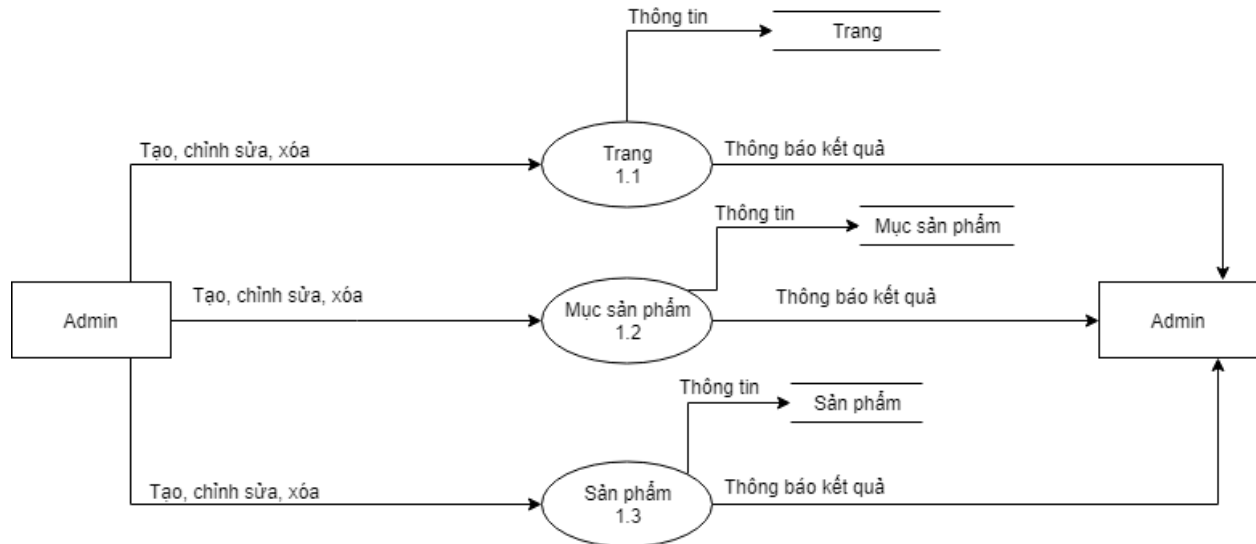 Thông tin
Trang
Tạo, chỉnh sửa, xóa
Trang
1.1
Thông báo kết quả
Thông tin
Mục sản phẩm
Tạo, chỉnh sửa, xóa
Admin
Mục sản phẩm
1.2
Thông báo kết quả
Admin
Thông tin
Sản phẩm
Tạo, chỉnh sửa, xóa
Sản phẩm
1.3
Thông báo kết quả